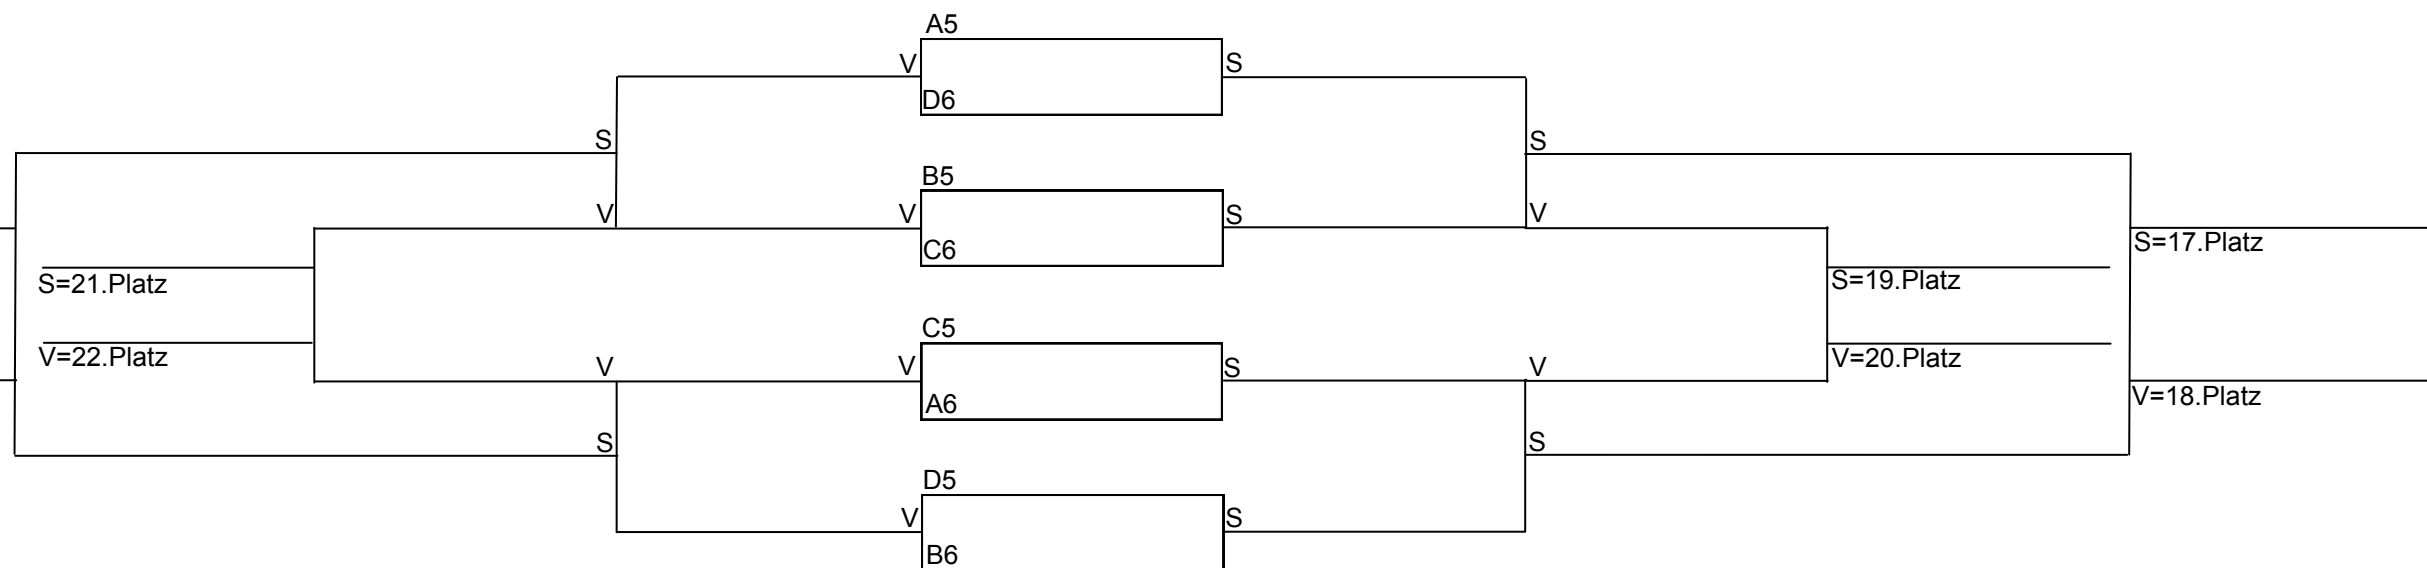 A5
V S
D6
S S
B5
V V S V
C6
S=17.Platz
S=21.Platz S=19.Platz
C5
V=22.Platz V=20.Platz
V V S V
V=18.Platz
A6
S S
D5
V S
B6